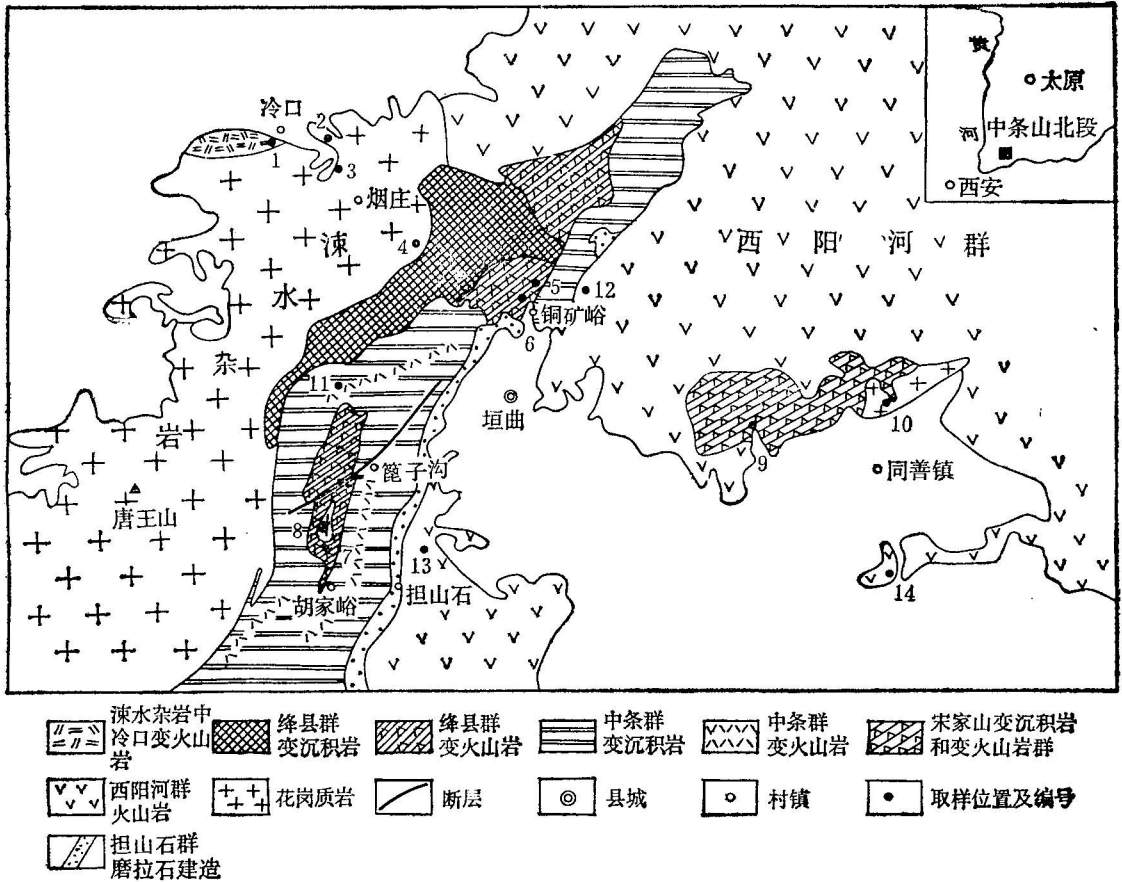 黄
河
太原
中条山北段
西安
冷口
2
1
3
烟庄
4
涑
水
杂
岩
西阳河群
5
12
铜矿峪
6
11
垣曲
10
9
篦子沟
同善镇
唐王山
8
7
13
14
胡家峪
担山石
涑水杂岩中
冷口变火山
岩
绛县群
变沉积岩
绛县群
变火山岩
中条群
变沉积岩
中条群
变火山岩
宋家山变沉积岩
和变火山岩群
西阳河群
火山岩
花岗质岩
断层
县城
村镇
取样位置及编号
担山石群
磨拉石建造